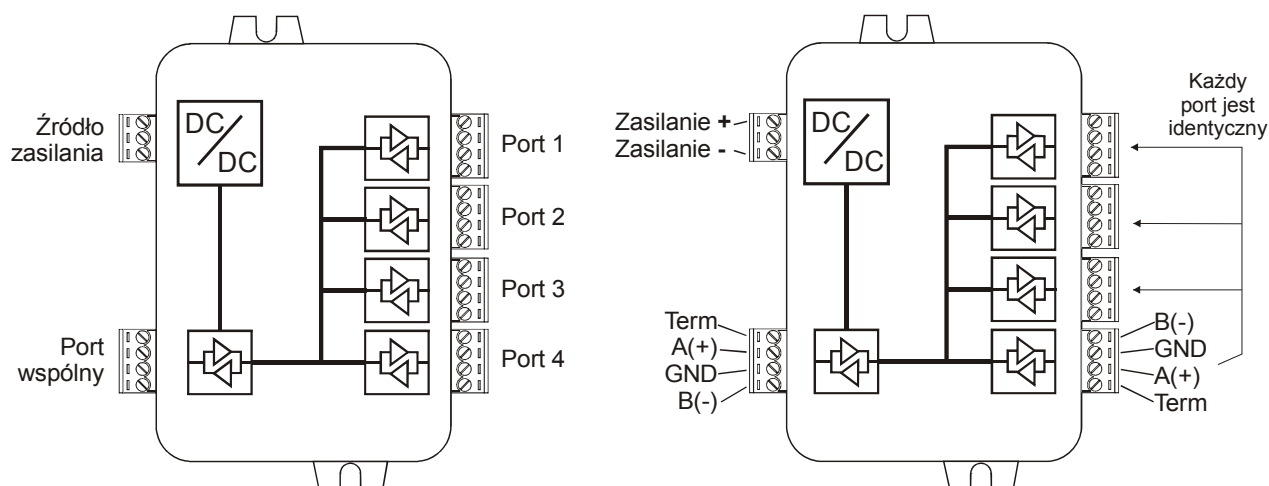 Źródło
zasilania
DC
DC
Port 1
Port 2
Port 3
Port
wspólny
Port 4
Zasilanie +
Zasilanie -
DC
DC
Każdy
port jest
identyczny
Term
A(+)
GND
B(-)
B(-)
GND
A(+)
Term